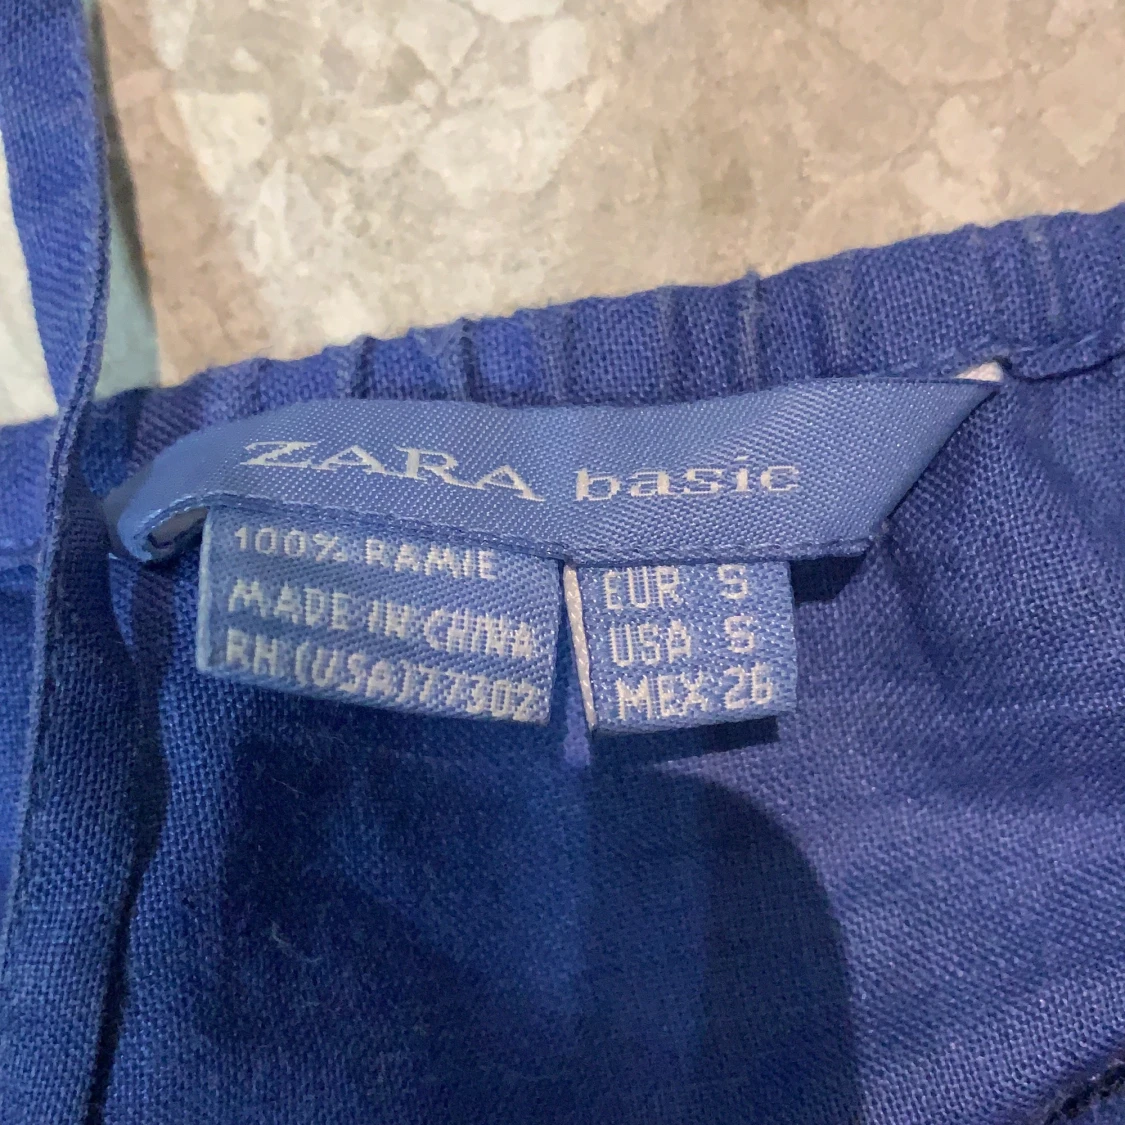 ZARA basic
100% RAMIE
MADE IN CHINA
RN:(USA)77302
EUR S
USA S
MEX 26